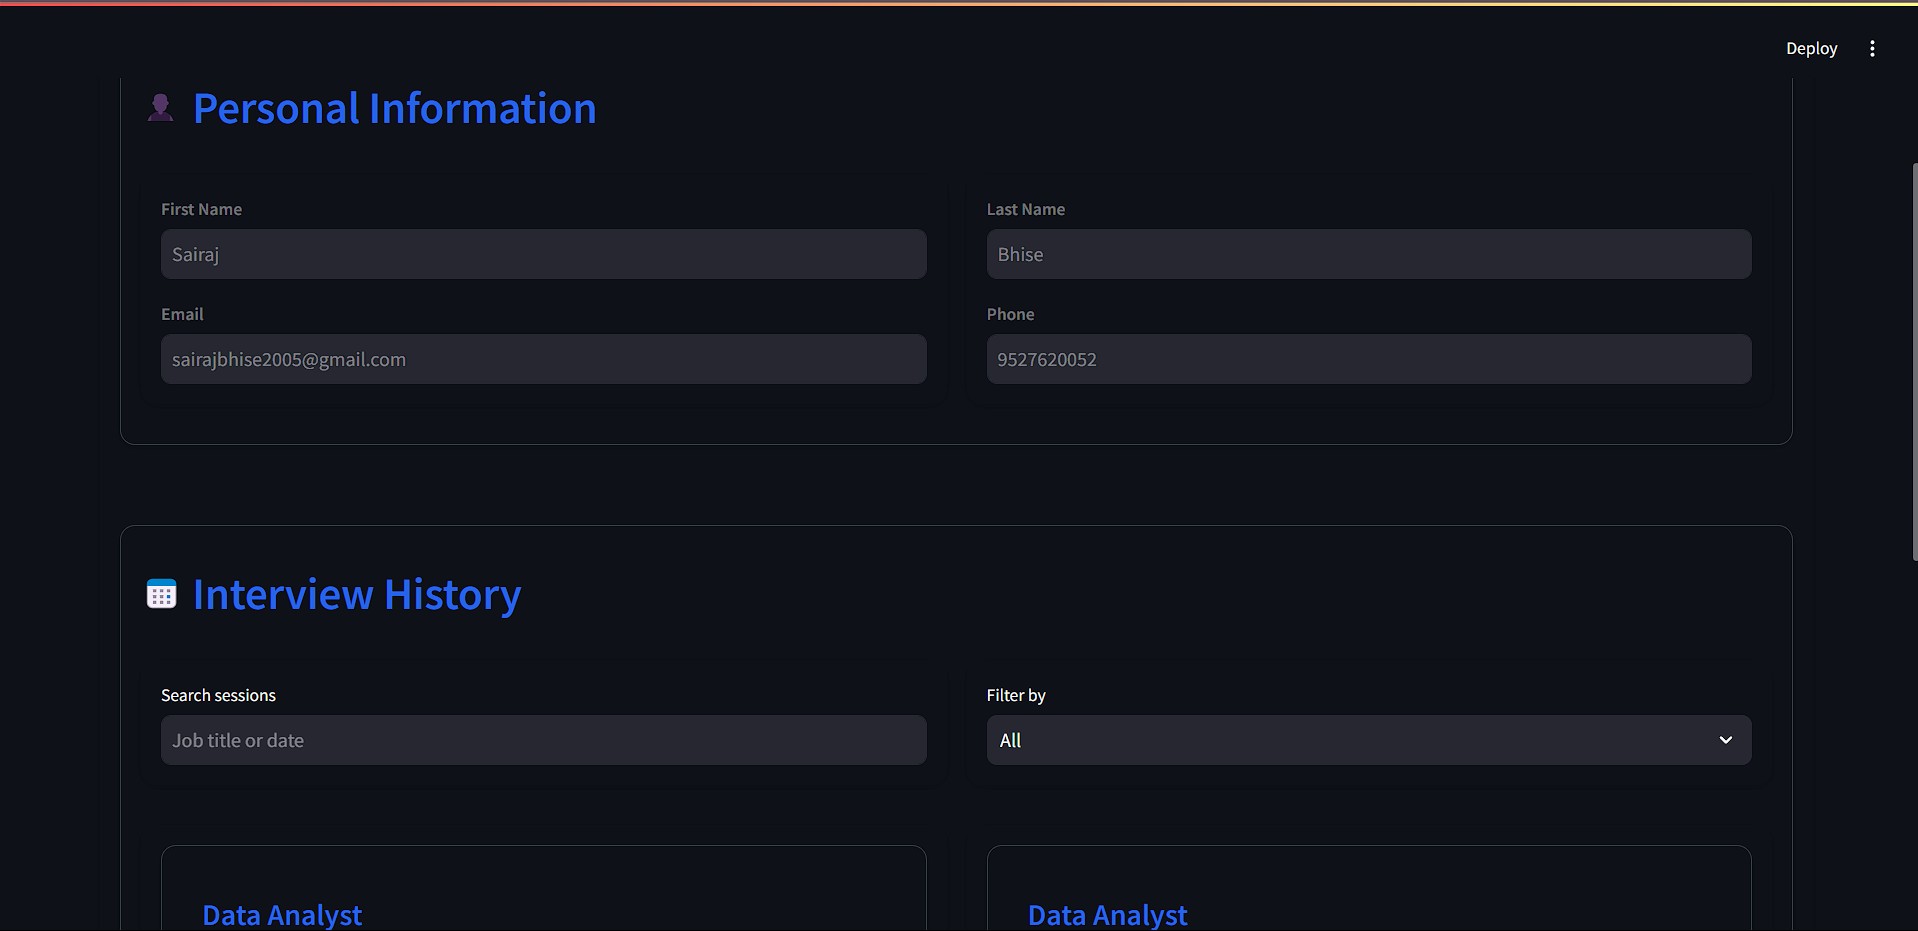 Deploy
Personal Information
First Name
Last Name
Sairaj
Bhise
Email
Phone
sairajbhise2005@gmail.com
9527620052
Interview History
Search sessions
Filter by
Job title or date
All
Data Analyst
Data Analyst